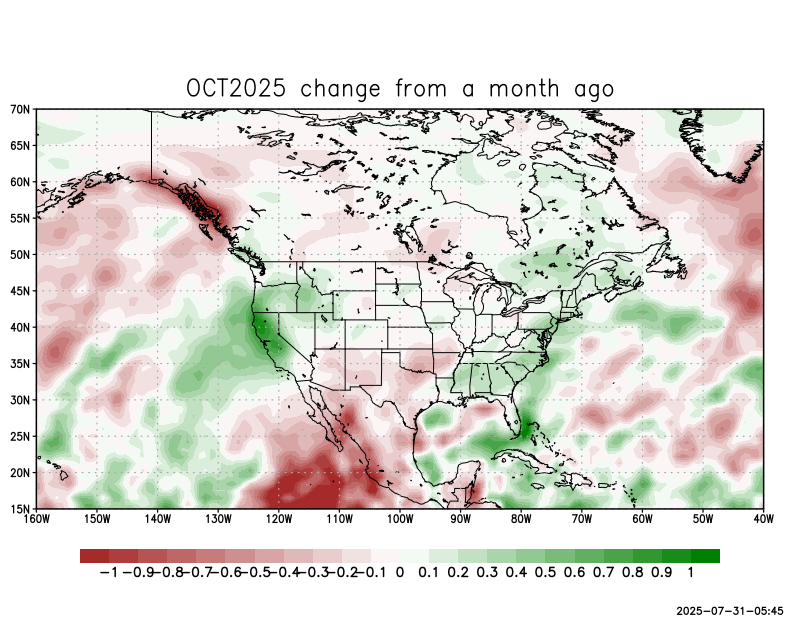 OCT2025 change from a month ago
70N
65N
60N
55N
50N
45N
40N
35N
30N
25N
20N
15N
160W 150W 140W 130W 120W 110W 100W 90W 80W 70W 60W 50W 40W
-1 -0.9 -0.8 -0.7 -0.6 -0.5 -0.4 -0.3 -0.2 -0.1 0 0.1 0.2 0.3 0.4 0.5 0.6 0.7 0.8 0.9 1
2025-07-31-05:45